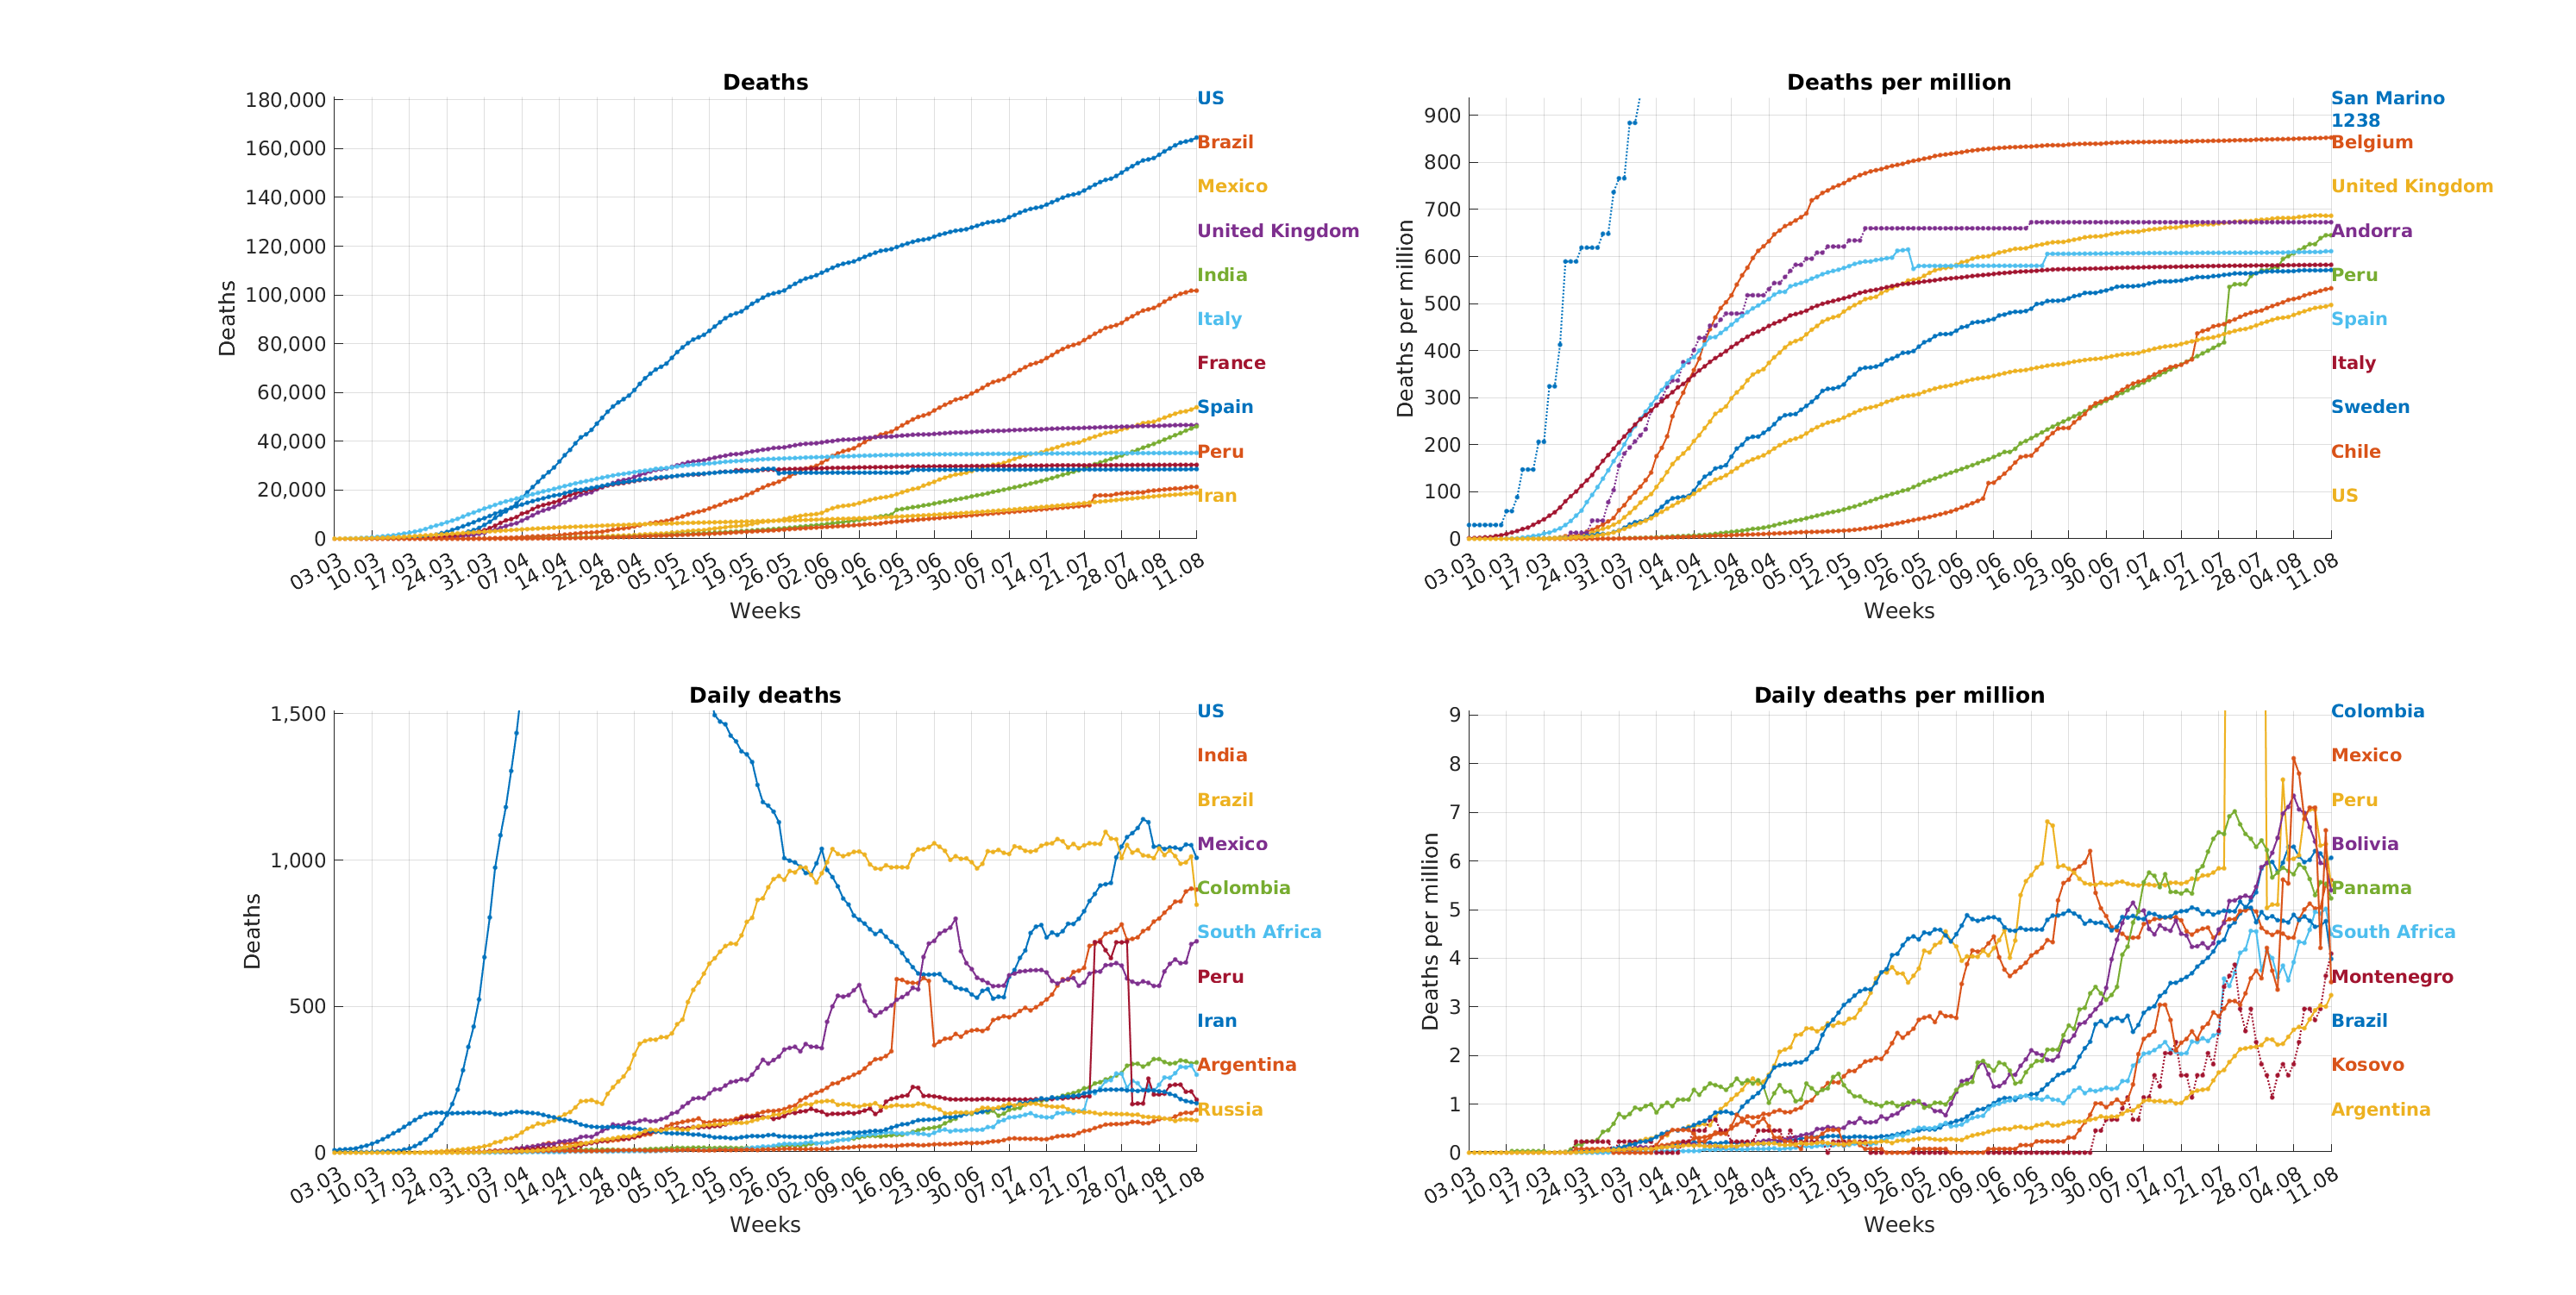 Deaths
180,000
160,000
140,000
120,000
100,000
80,000
60,000
40,000
20,000
0
Deaths
03.03 10.03 17.03 24.03 31.03 07.04 14.04 21.04 28.04 05.05 12.05 19.05 26.05 02.06 09.06 16.06 23.06 30.06 07.07 14.07 21.07 28.07 04.08 11.08
Weeks
US
Brazil
Mexico
United Kingdom
India
Italy
France
Spain
Peru
Iran
Deaths per million
900
800
700
600
500
400
300
200
100
0
Deaths per million
03.03 10.03 17.03 24.03 31.03 07.04 14.04 21.04 28.04 05.05 12.05 19.05 26.05 02.06 09.06 16.06 23.06 30.06 07.07 14.07 21.07 28.07 04.08 11.08
Weeks
San Marino
1238
Belgium
United Kingdom
Andorra
Peru
Spain
Italy
Sweden
Chile
US
Daily deaths
1,500
1,000
500
0
Deaths
03.03 10.03 17.03 24.03 31.03 07.04 14.04 21.04 28.04 05.05 12.05 19.05 26.05 02.06 09.06 16.06 23.06 30.06 07.07 14.07 21.07 28.07 04.08 11.08
Weeks
US
India
Brazil
Mexico
Colombia
South Africa
Peru
Iran
Argentina
Russia
Daily deaths per million
9
8
7
6
5
4
3
2
1
0
Deaths per million
03.03 10.03 17.03 24.03 31.03 07.04 14.04 21.04 28.04 05.05 12.05 19.05 26.05 02.06 09.06 16.06 23.06 30.06 07.07 14.07 21.07 28.07 04.08 11.08
Weeks
Colombia
Mexico
Peru
Bolivia
Panama
South Africa
Montenegro
Brazil
Kosovo
Argentina